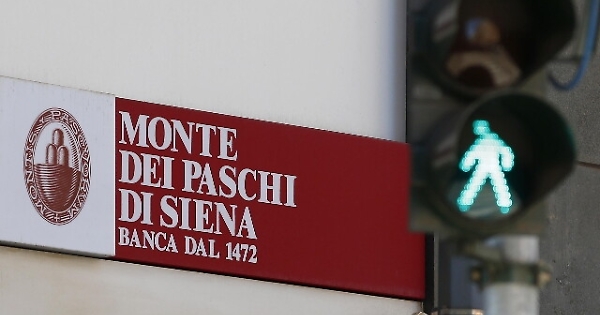 MONTE
DEI PASCHI
DI SIENA
BANCA DAL 1472